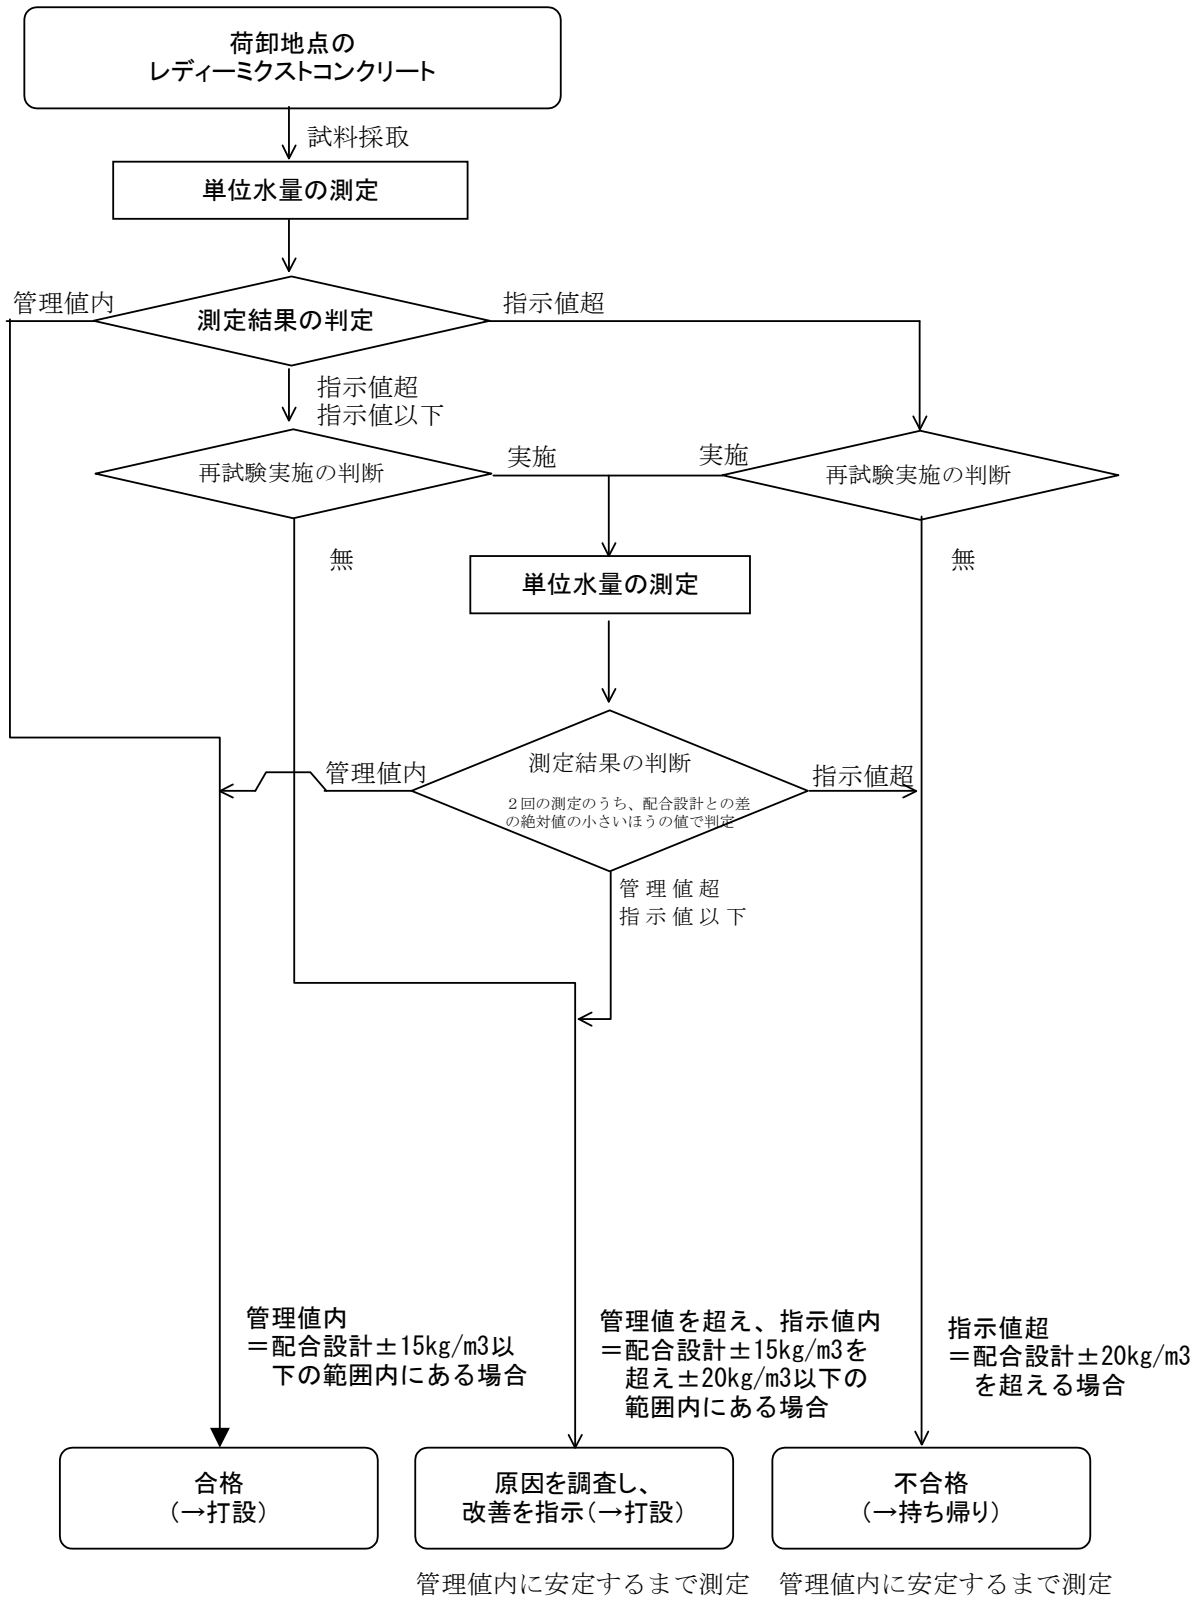 荷卸地点の
レディーミクストコンクリート
試料採取
単位水量の測定
管理値内
測定結果の判定
指示値超
指示値超
指示値以下
再試験実施の判断
実施
実施
再試験実施の判断
無
単位水量の測定
無
測定結果の判断
２回の測定のうち、配合設計との差
の絶対値の小さいほうの値で判定
管理値内
指示値超
管理値超
指示値以下
管理値内
＝配合設計±15kg/m3以
下の範囲内にある場合
管理値を超え、指示値内
＝配合設計±15kg/m3を
超え±20kg/m3以下の
範囲内にある場合
指示値超
＝配合設計±20kg/m3
を超える場合
合格
(→打設)
原因を調査し、
改善を指示(→打設)
不合格
(→持ち帰り)
管理値内に安定するまで測定
管理値内に安定するまで測定